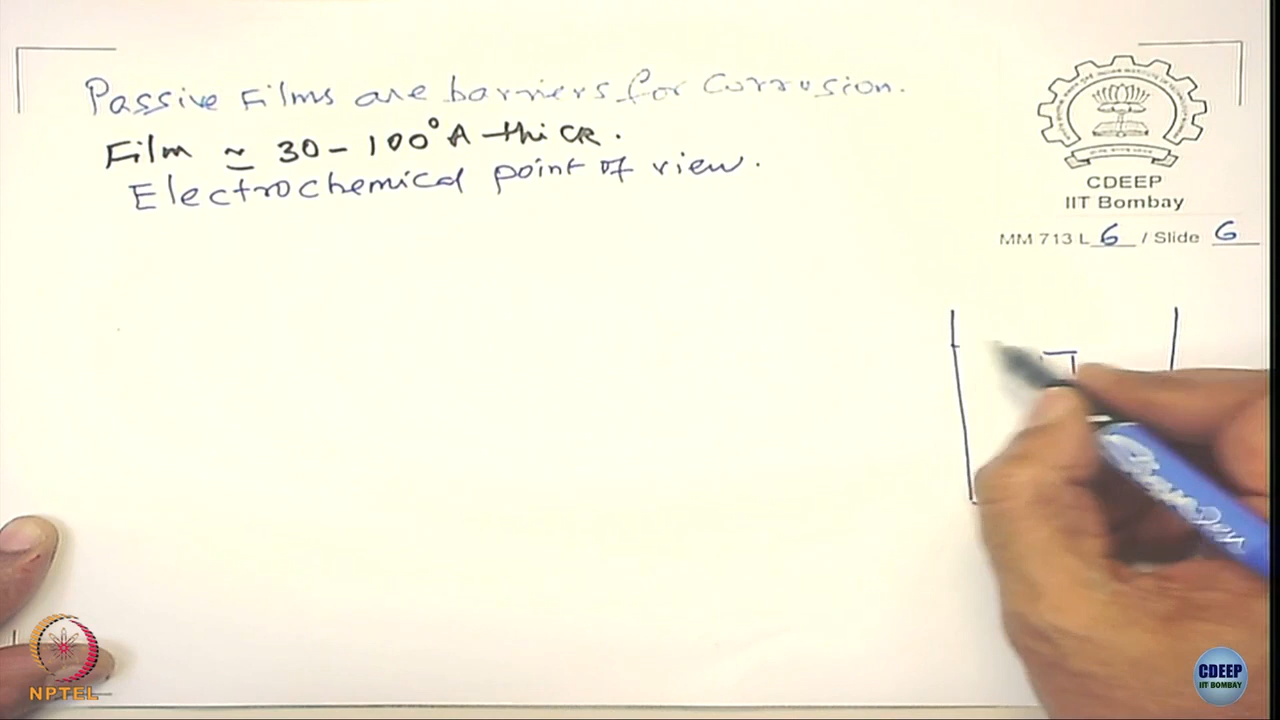 Passive Films are barriers for Corrosion.
Film ≃ 30 - 100°A thick.
Electrochemical point of view.
CDEEP
IIT Bombay
MM 713 L 6 / Slide 6
NPTEL
CDEEP
IIT BOMBAY